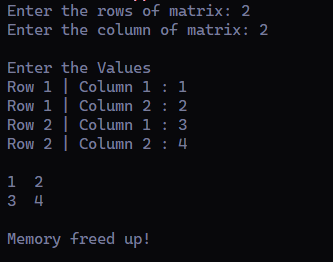 Enter the rows of matrix: 2
Enter the column of matrix: 2
Enter the Values
Row 1 | Column 1 : 1
Row 1 | Column 2 : 2
Row 2 | Column 1 : 3
Row 2 | Column 2 : 4
1  2
3  4
Memory freed up!